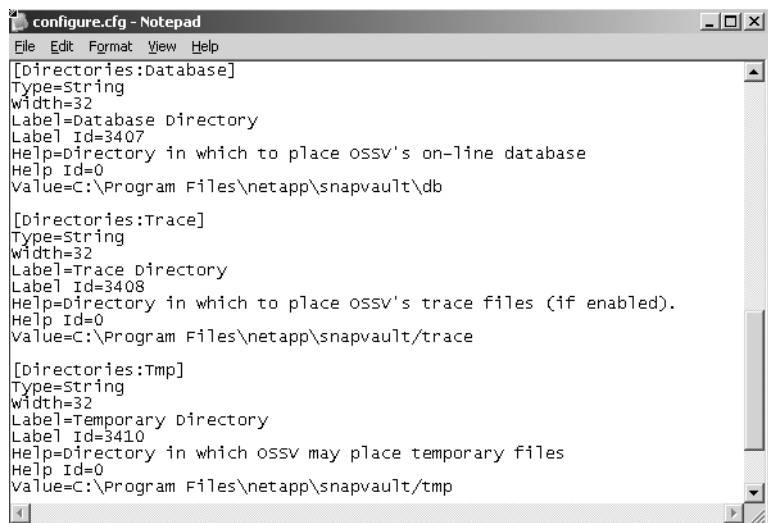 configure.cfg - Notepad
File Edit Format View Help
[Directories:Database]
Type=String
Width=32
Label=Database Directory
Label Id=3407
Help=Directory in which to place OSSV's on-line database
Help Id=0
Value=C:\Program Files\netapp\snapvault\db
[Directories:Trace]
Type=String
Width=32
Label=Trace Directory
Label Id=3408
Help=Directory in which to place OSSV's trace files (if enabled).
Help Id=0
Value=C:\Program Files\netapp\snapvault/trace
[Directories:Tmp]
Type=String
Width=32
Label=Temporary Directory
Label Id=3410
Help=Directory in which OSSV may place temporary files
Help Id=0
Value=C:\Program Files\netapp\snapvault/tmp